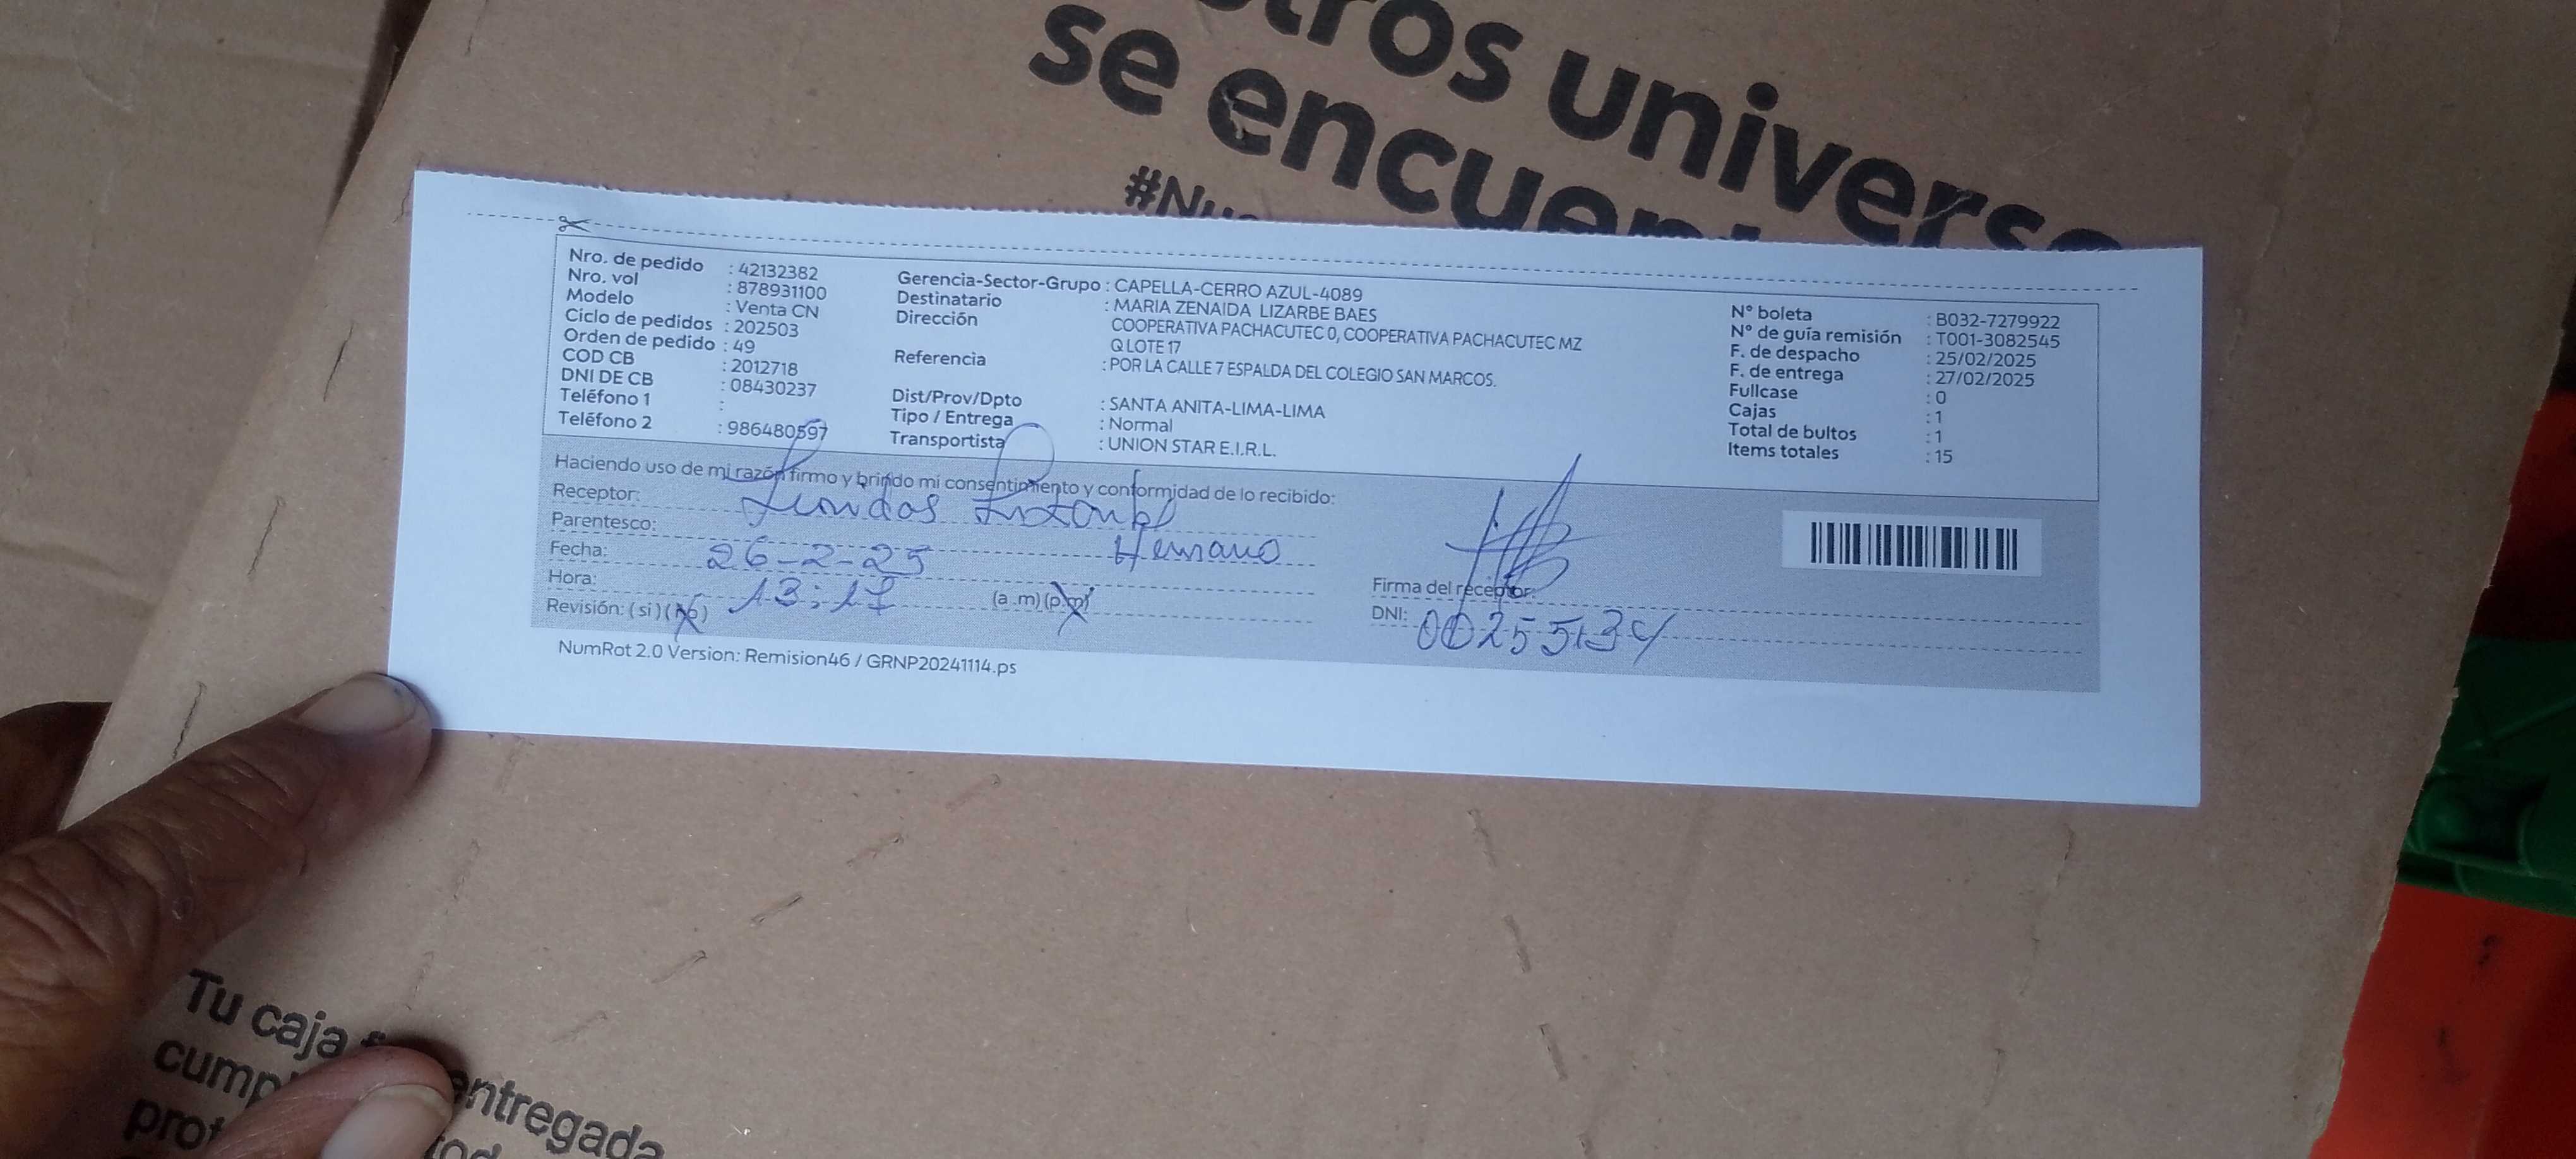 tros universo
se encuent
#Nu
Nro. de pedido : 42132382
Nro. vol : 878931100
Modelo : Venta CN
Ciclo de pedidos : 202503
Orden de pedido : 49
COD CB : 2012718
DNI DE CB : 08430237
Teléfono 1 :
Teléfono 2 : 986480597
Gerencia-Sector-Grupo : CAPELLA-CERRO AZUL-4089
Destinatario : MARIA ZENAIDA LIZARBE BAES
Dirección COOPERATIVA PACHACUTEC 0, COOPERATIVA PACHACUTEC MZ
Q LOTE 17
Referencia : POR LA CALLE 7 ESPALDA DEL COLEGIO SAN MARCOS.
Dist/Prov/Dpto : SANTA ANITA-LIMA-LIMA
Tipo / Entrega : Normal
Transportista : UNION STAR E.I.R.L.
N° boleta : B032-7279922
N° de guía remisión : T001-3082545
F. de despacho : 25/02/2025
F. de entrega : 27/02/2025
Fullcase : 0
Cajas : 1
Total de bultos : 1
Items totales : 15
Haciendo uso de mi razón firmo y brindo mi consentimiento y conformidad de lo recibido:
Receptor:
Parentesco: Hermano
Fecha: 26-2-25
Hora: 13:17 (a.m)(p.m)
Revisión: (si)(no)
Firma del receptor:
DNI: 00255134
NumRot 2.0 Version: Remision46 / GRNP20241114.ps
Tu caja f entregada
cump
prot tod